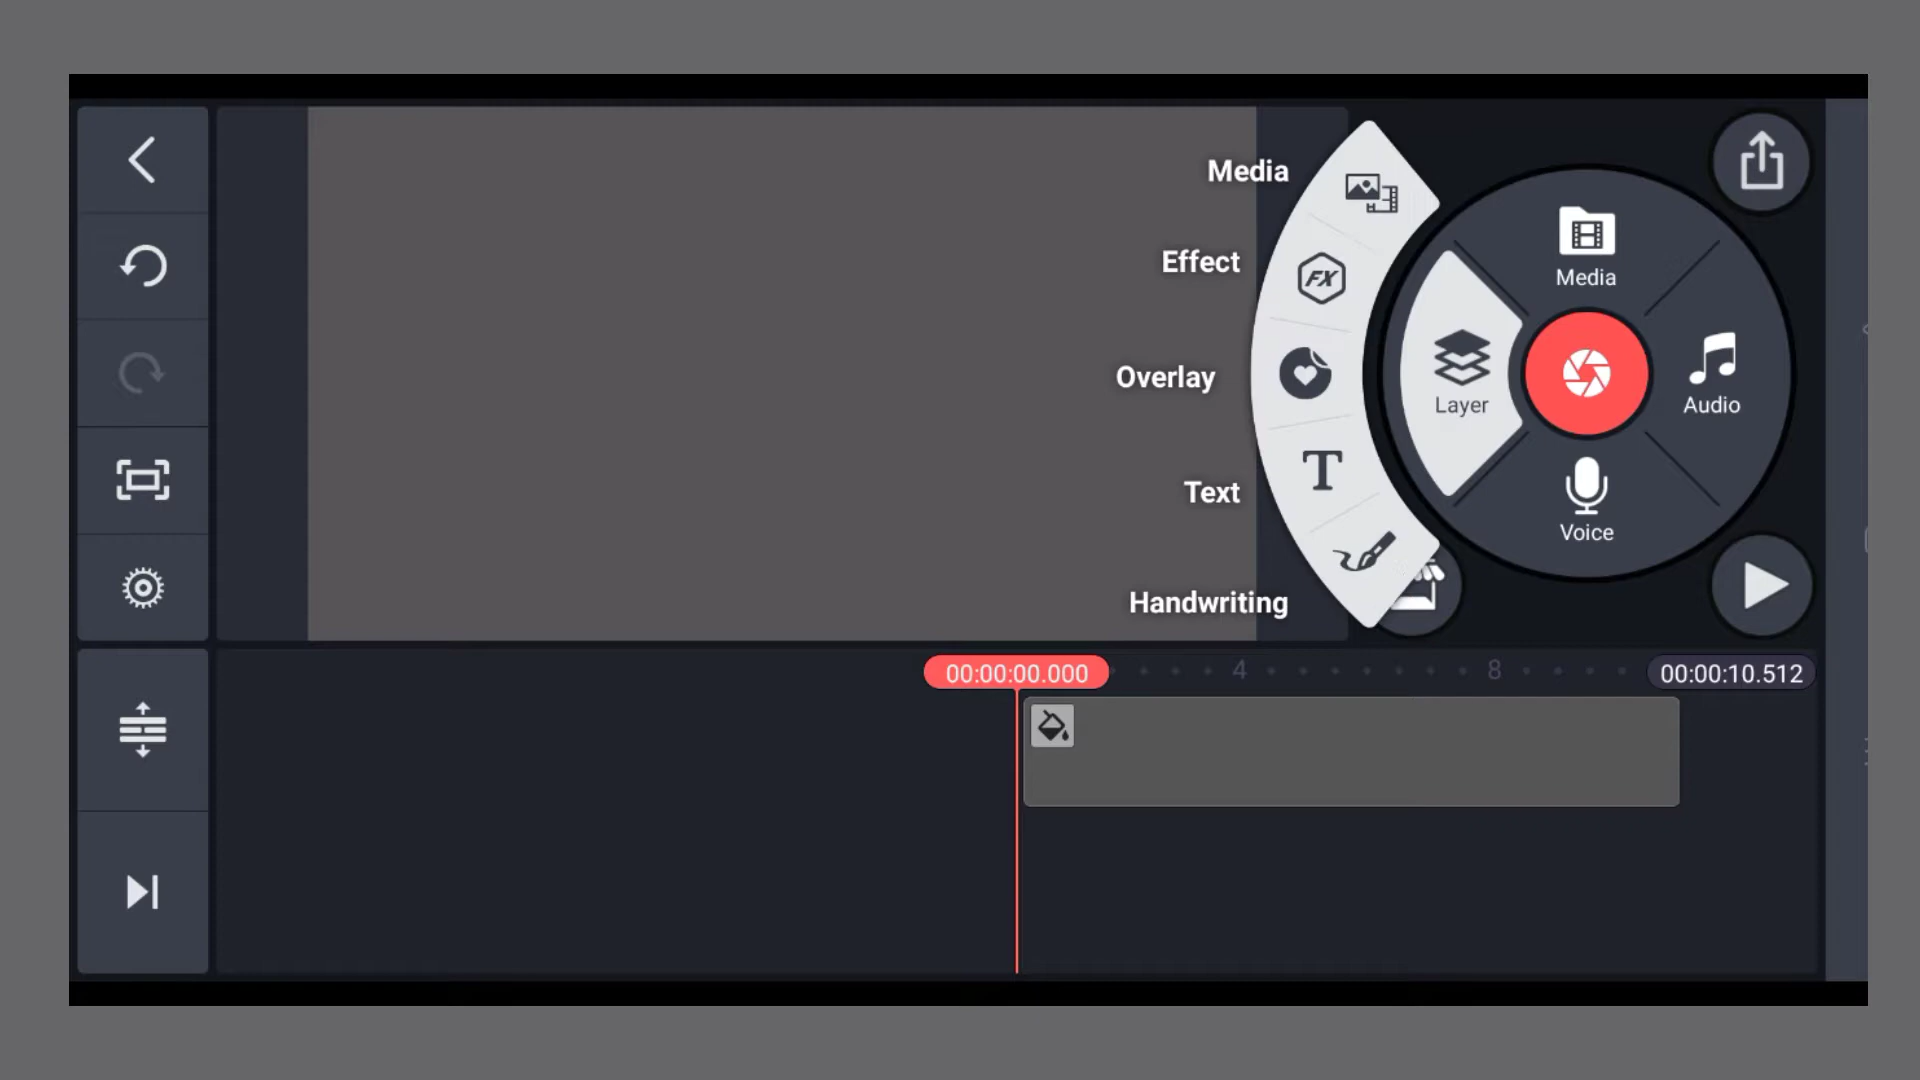 Media
Effect
Overlay
Text
Handwriting
FX
T
Media
Layer
Audio
Voice
00:00:00.000
4
8
00:00:10.512